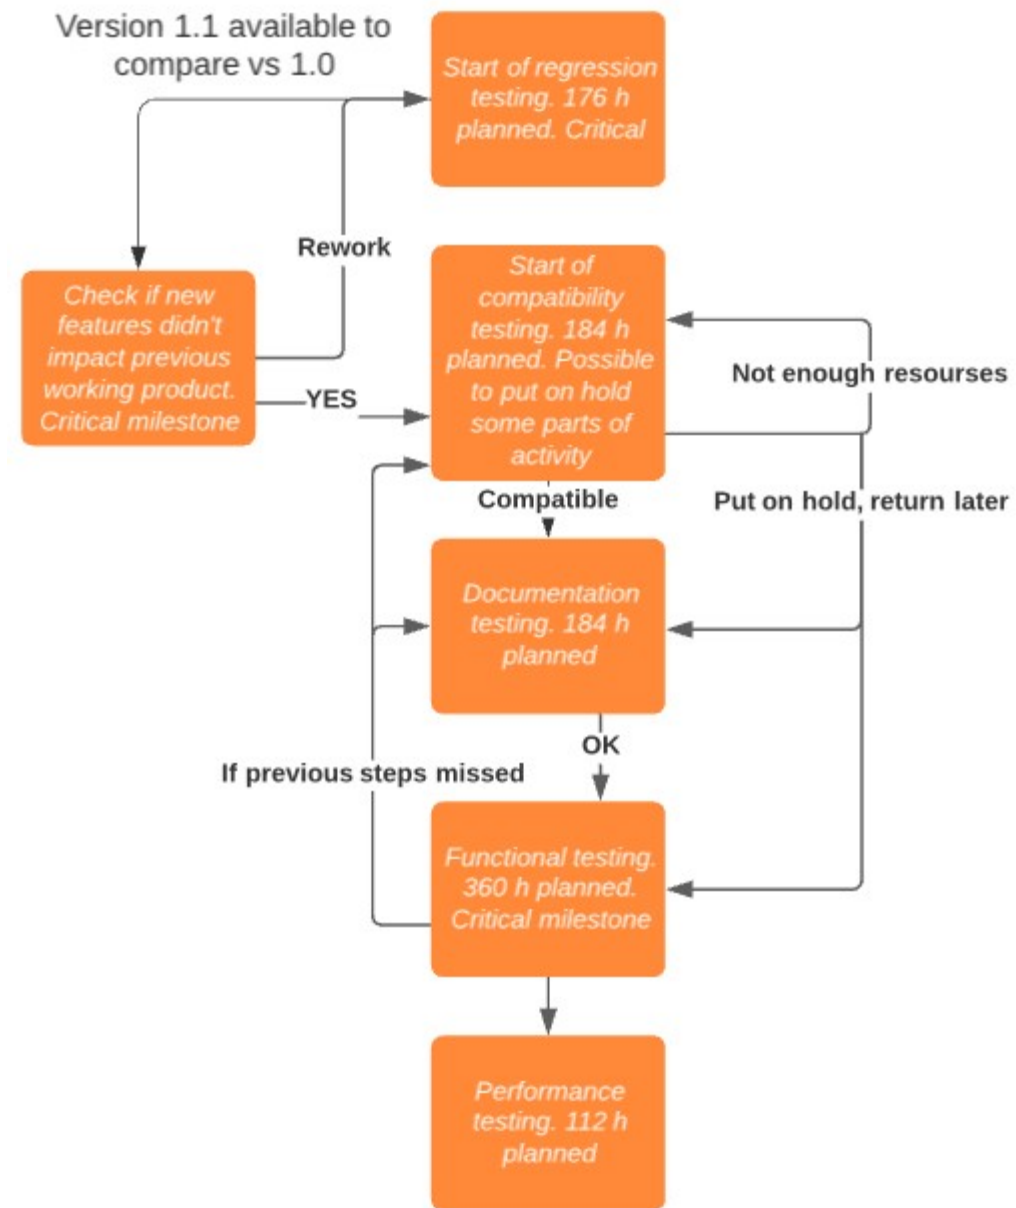 Version 1.1 available to
compare vs 1.0
Start of regression
testing. 176 h
planned. Critical
Rework
Check if new
features didn't
impact previous
working product.
Critical milestone
YES
Start of
compatibility
testing. 184 h
planned. Possible
to put on hold
some parts of
activity
Not enough resourses
Put on hold, return later
Compatible
Documentation
testing. 184 h
planned
OK
If previous steps missed
Functional testing.
360 h planned.
Critical milestone
Performance
testing. 112 h
planned